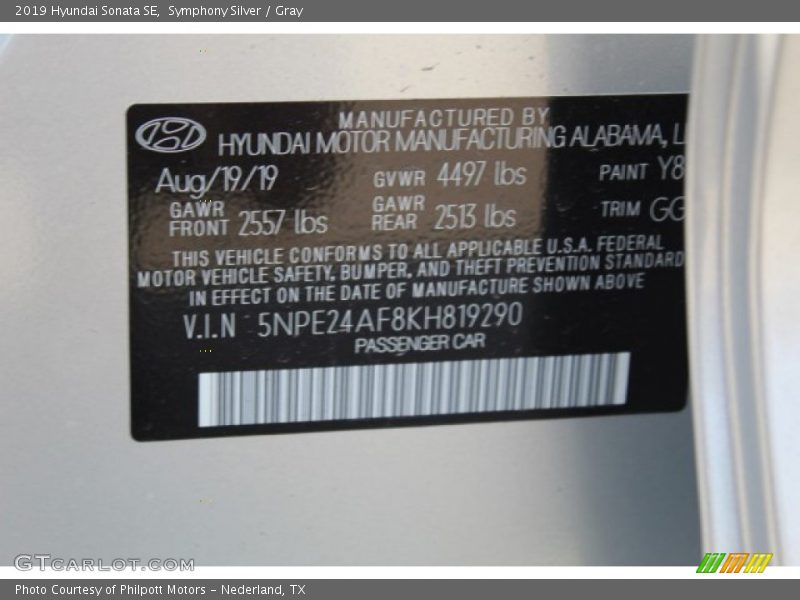 2019 Hyundai Sonata SE, Symphony Silver / Gray
MANUFACTURED BY
HYUNDAI MOTOR MANUFACTURING ALABAMA, L
Aug/19/19 GVWR 4497 lbs PAINT Y8
GAWR FRONT 2557 lbs GAWR REAR 2513 lbs TRIM GG
THIS VEHICLE CONFORMS TO ALL APPLICABLE U.S.A. FEDERAL
MOTOR VEHICLE SAFETY, BUMPER, AND THEFT PREVENTION STANDARD
IN EFFECT ON THE DATE OF MANUFACTURE SHOWN ABOVE
V.I.N 5NPE24AF8KH819290
PASSENGER CAR
GTCARLOT.COM
Photo Courtesy of Philpott Motors - Nederland, TX